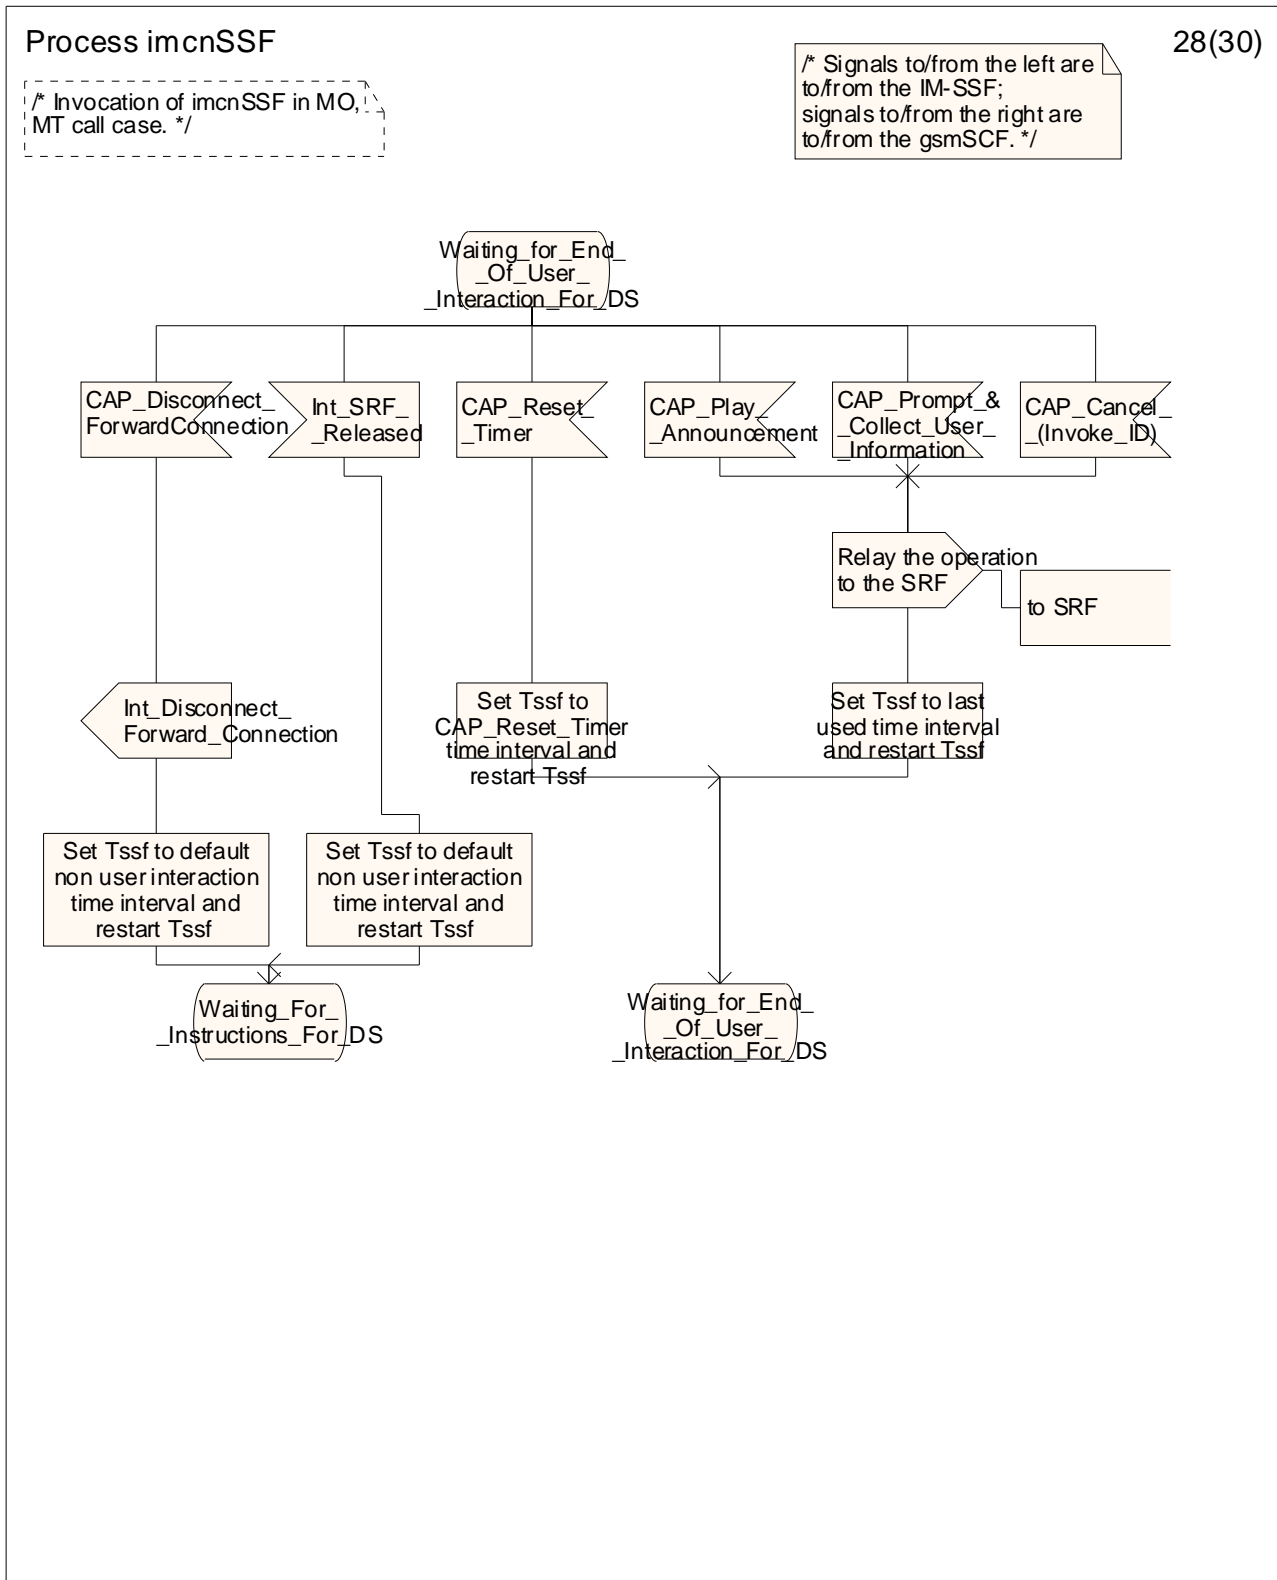 Process imcnSSF
28(30)
/* Invocation of imcnSSF in MO,
MT call case. */
/* Signals to/from the left are
to/from the IM-SSF;
signals to/from the right are
to/from the gsmSCF. */
Waiting_for_End_
_Of_User_
_Interaction_For_DS
CAP_Disconnect_
ForwardConnection
Int_SRF_
_Released
CAP_Reset_
_Timer
CAP_Play_
_Announcement
CAP_Prompt_&
_Collect_User_
_Information
CAP_Cancel_
_(Invoke_ID)
Relay the operation
to the SRF
to SRF
Int_Disconnect_
Forward_Connection
Set Tssf to
CAP_Reset_Timer
time interval and
restart Tssf
Set Tssf to last
used time interval
and restart Tssf
Set Tssf to default
non user interaction
time interval and
restart Tssf
Set Tssf to default
non user interaction
time interval and
restart Tssf
Waiting_For_
_Instructions_For_DS
Waiting_for_End_
_Of_User_
_Interaction_For_DS